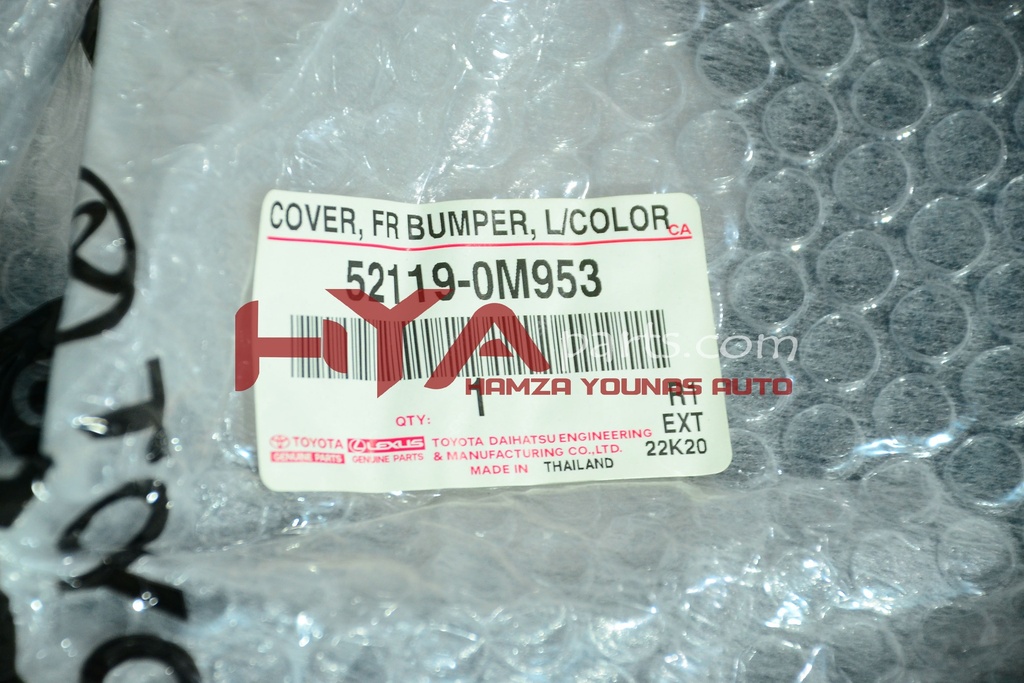 COVER, FR BUMPER, L/COLOR
CA
52119-0M953
HYA parts.com
HAMZA YOUNAS AUTO
1
RT
QTY:
EXT
22K20
TOYOTA
GENUINE PARTS
LEXUS
GENUINE PARTS
TOYOTA DAIHATSU ENGINEERING
& MANUFACTURING CO.,LTD.
MADE IN THAILAND
TOYOT